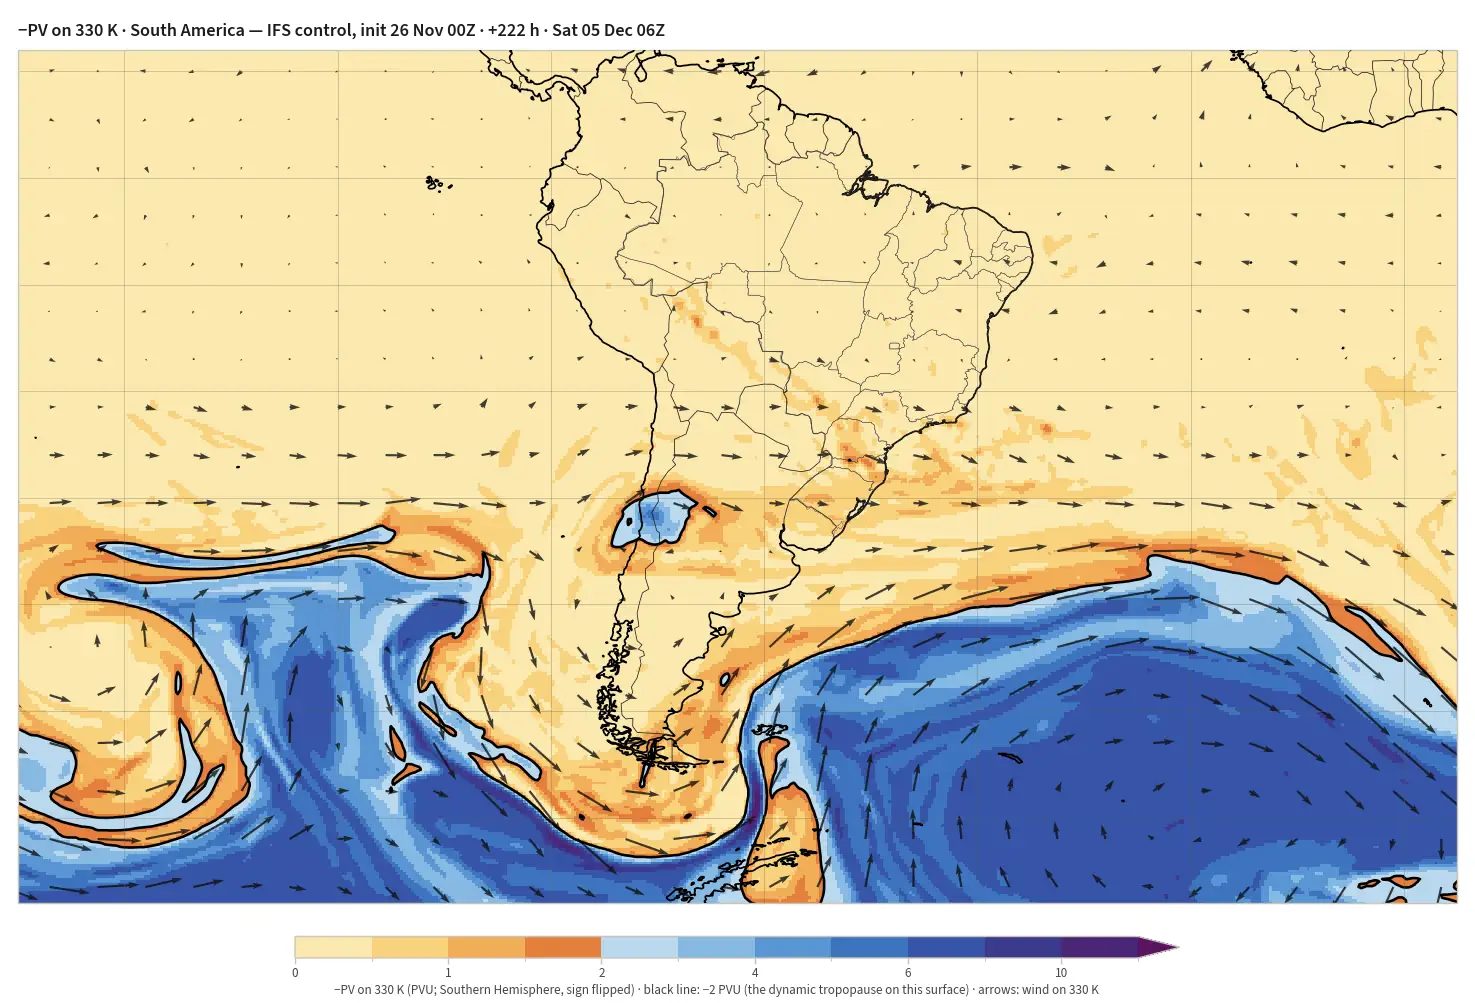 −PV on 330 K · South America — IFS control, init 26 Nov 00Z · +222 h · Sat 05 Dec 06Z
0 1 2 4 6 10
−PV on 330 K (PVU; Southern Hemisphere, sign flipped) · black line: −2 PVU (the dynamic tropopause on this surface) · arrows: wind on 330 K